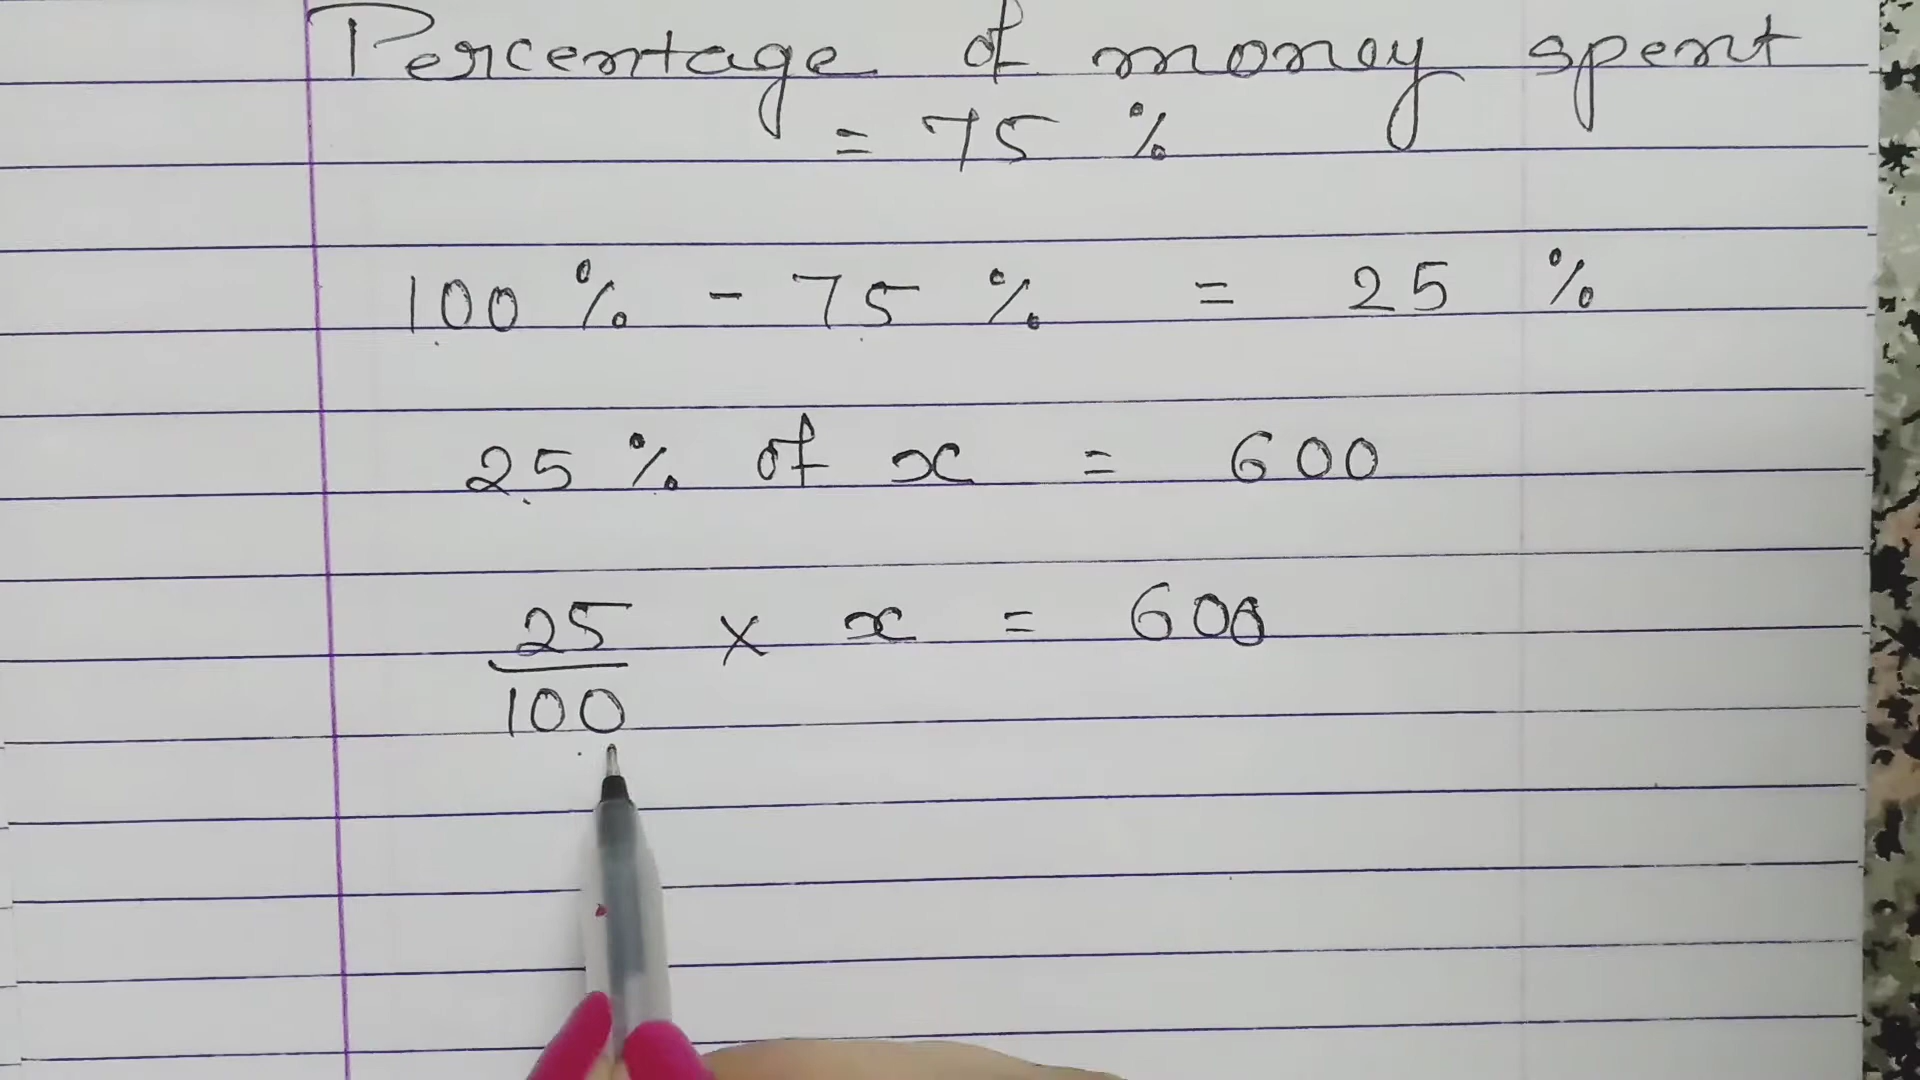 Percentage of money spent
= 75 %
100 % - 75 % = 25 %
25 % of x = 600
25 × x = 600
100